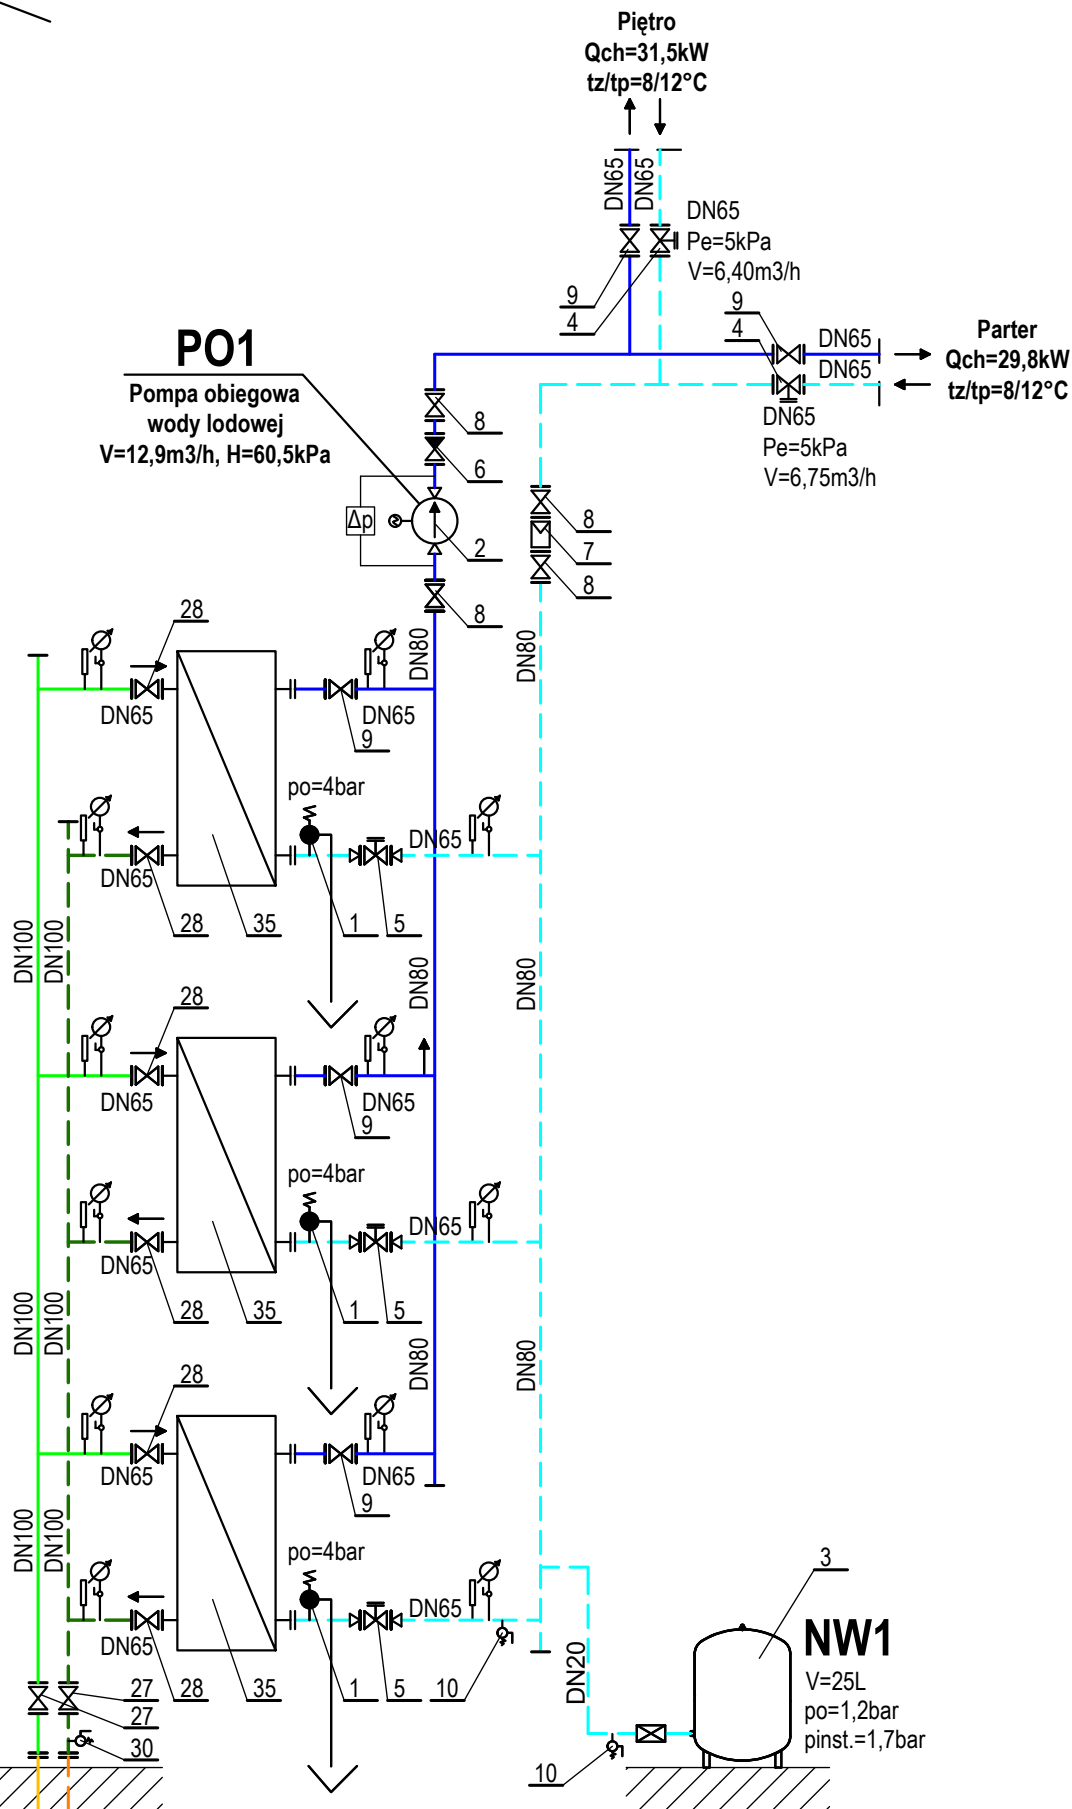 Piętro
Qch=31,5kW
tz/tp=8/12°C
DN65
DN65
DN65
Pe=5kPa
V=6,40m3/h
9
4
9
4
DN65
DN65
Parter
Qch=29,8kW
tz/tp=8/12°C
DN65
Pe=5kPa
V=6,75m3/h
PO1
Pompa obiegowa
wody lodowej
V=12,9m3/h, H=60,5kPa
8
6
Δp
2
8
8
7
8
28
DN80
DN80
DN65
DN65
9
po=4bar
DN65
DN65
28
35
1
5
DN100
DN100
DN80
DN80
28
DN65
DN65
9
po=4bar
DN65
DN65
28
35
1
5
DN100
DN100
DN80
DN80
28
DN65
DN65
9
po=4bar
DN100
DN100
DN65
DN65
28
35
1
5
10
DN20
27
27
30
10
3
NW1
V=25L
po=1,2bar
pinst.=1,7bar